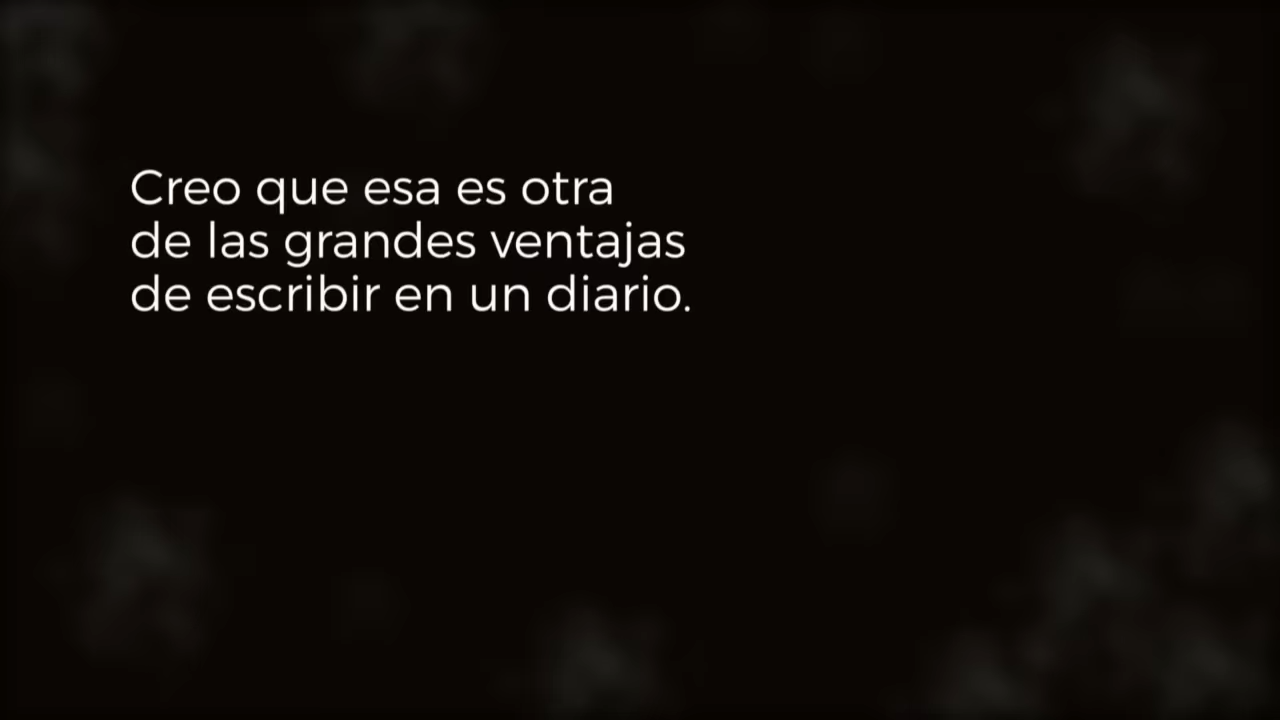 Creo que esa es otra
de las grandes ventajas
de escribir en un diario.